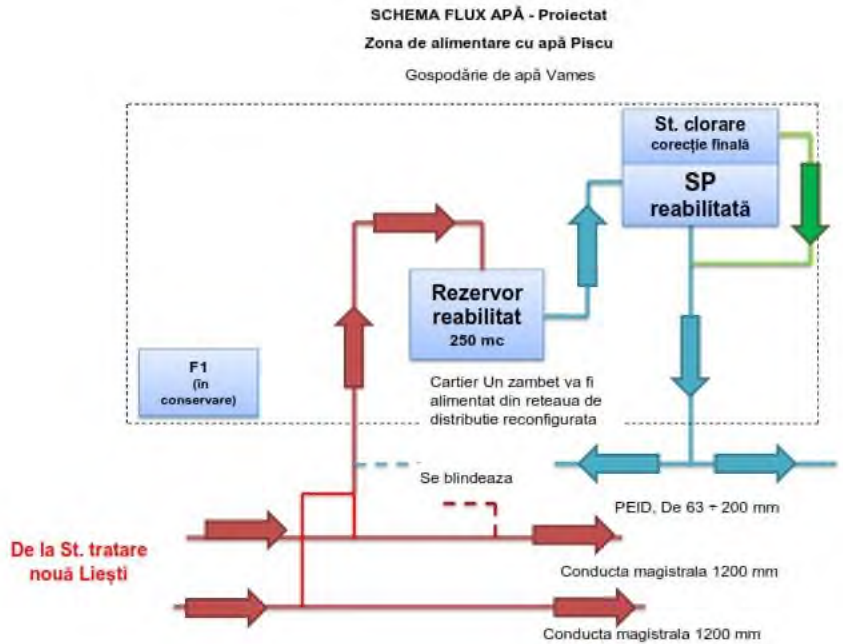 SCHEMA FLUX APĂ - Proiectat
Zona de alimentare cu apă Piscu
Gospodărie de apă Vames
St. clorare
corecție finală
SP
reabilitată
Rezervor
reabilitat
250 mc
F1
(în
conservare)
Cartier Un zambet va fi
alimentat din reteaua de
distributie reconfigurata
Se blindeaza
PEID, De 63 ÷ 200 mm
De la St. tratare
nouă Liești
Conducta magistrala 1200 mm
Conducta magistrala 1200 mm